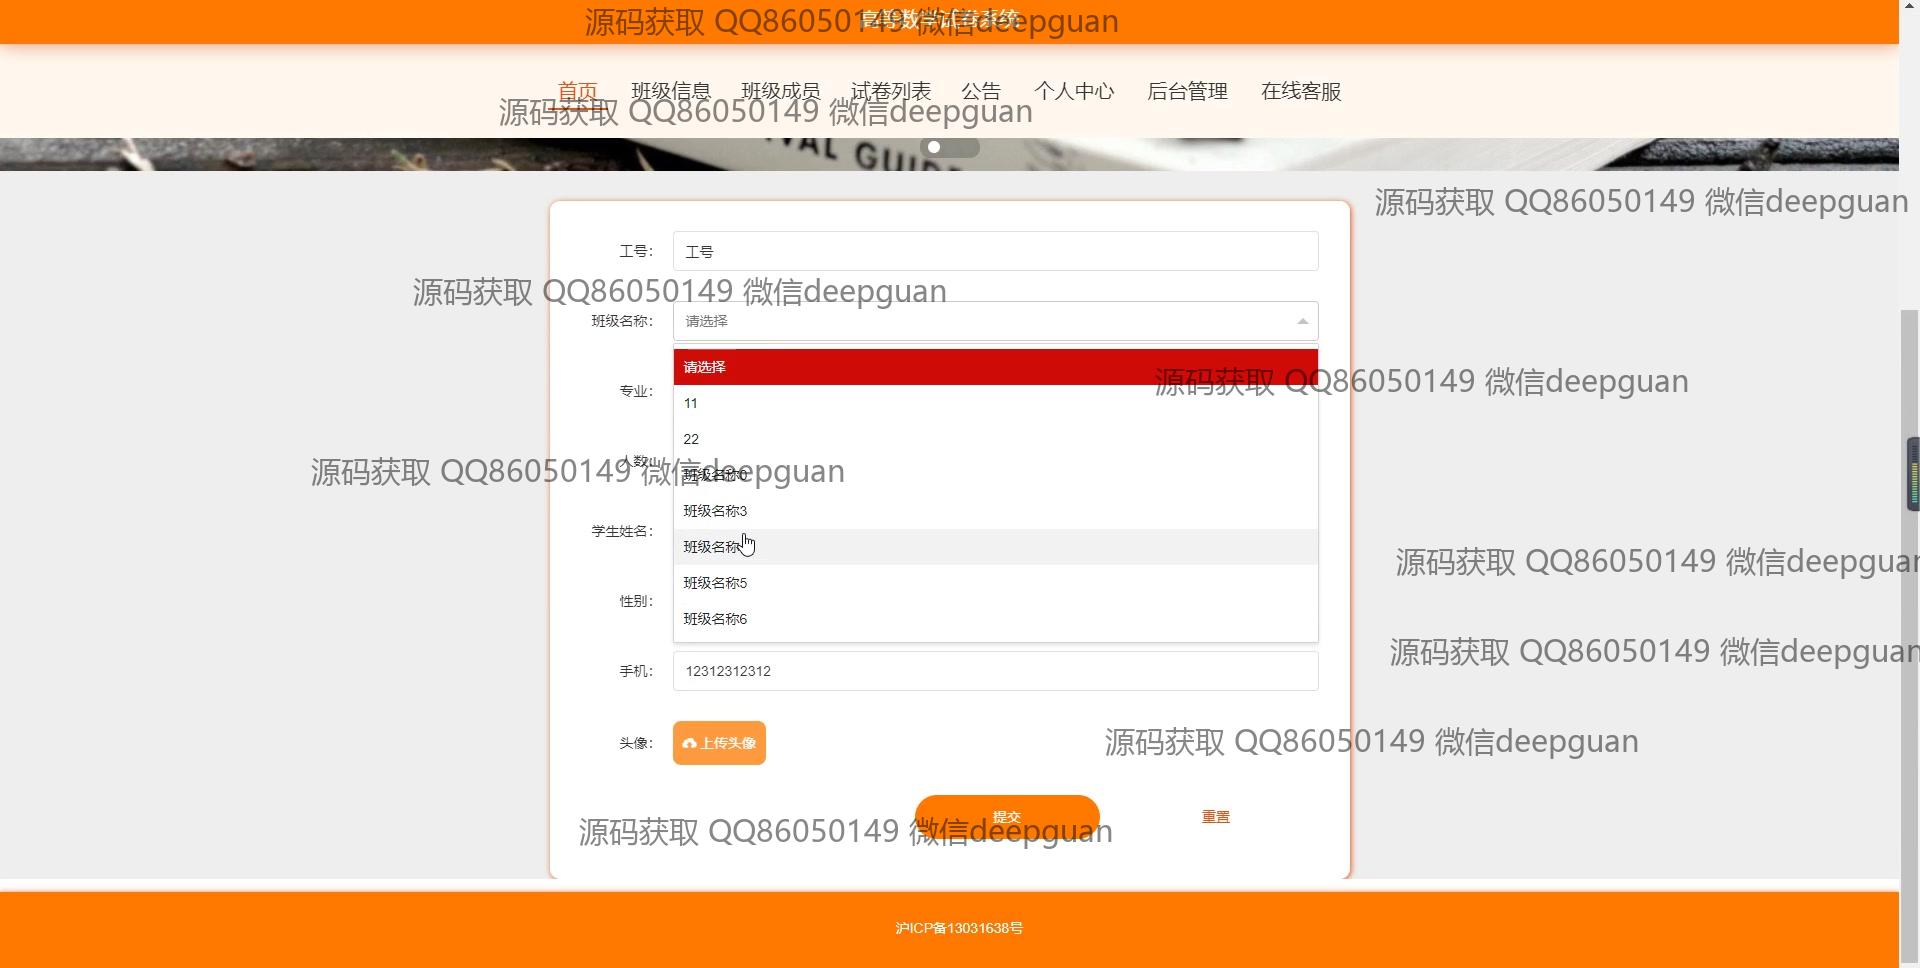 高等数学试卷系统
源码获取 QQ86050149 微信deepguan
首页 班级信息 班级成员 试卷列表 公告 个人中心 后台管理 在线客服
源码获取 QQ86050149 微信deepguan
VAL GUIDE
源码获取 QQ86050149 微信deepguan
工号： 工号
源码获取 QQ86050149 微信deepguan
班级名称： 请选择
请选择
源码获取 QQ86050149 微信deepguan
专业：
11
22
人数：
源码获取 QQ86050149 微信deepguan
班级名称0
班级名称3
学生姓名：
班级名称
源码获取 QQ86050149 微信deepguan
班级名称5
性别：
班级名称6
源码获取 QQ86050149 微信deepguan
手机： 12312312312
头像： 上传头像
源码获取 QQ86050149 微信deepguan
提交 重置
源码获取 QQ86050149 微信deepguan
沪ICP备13031638号